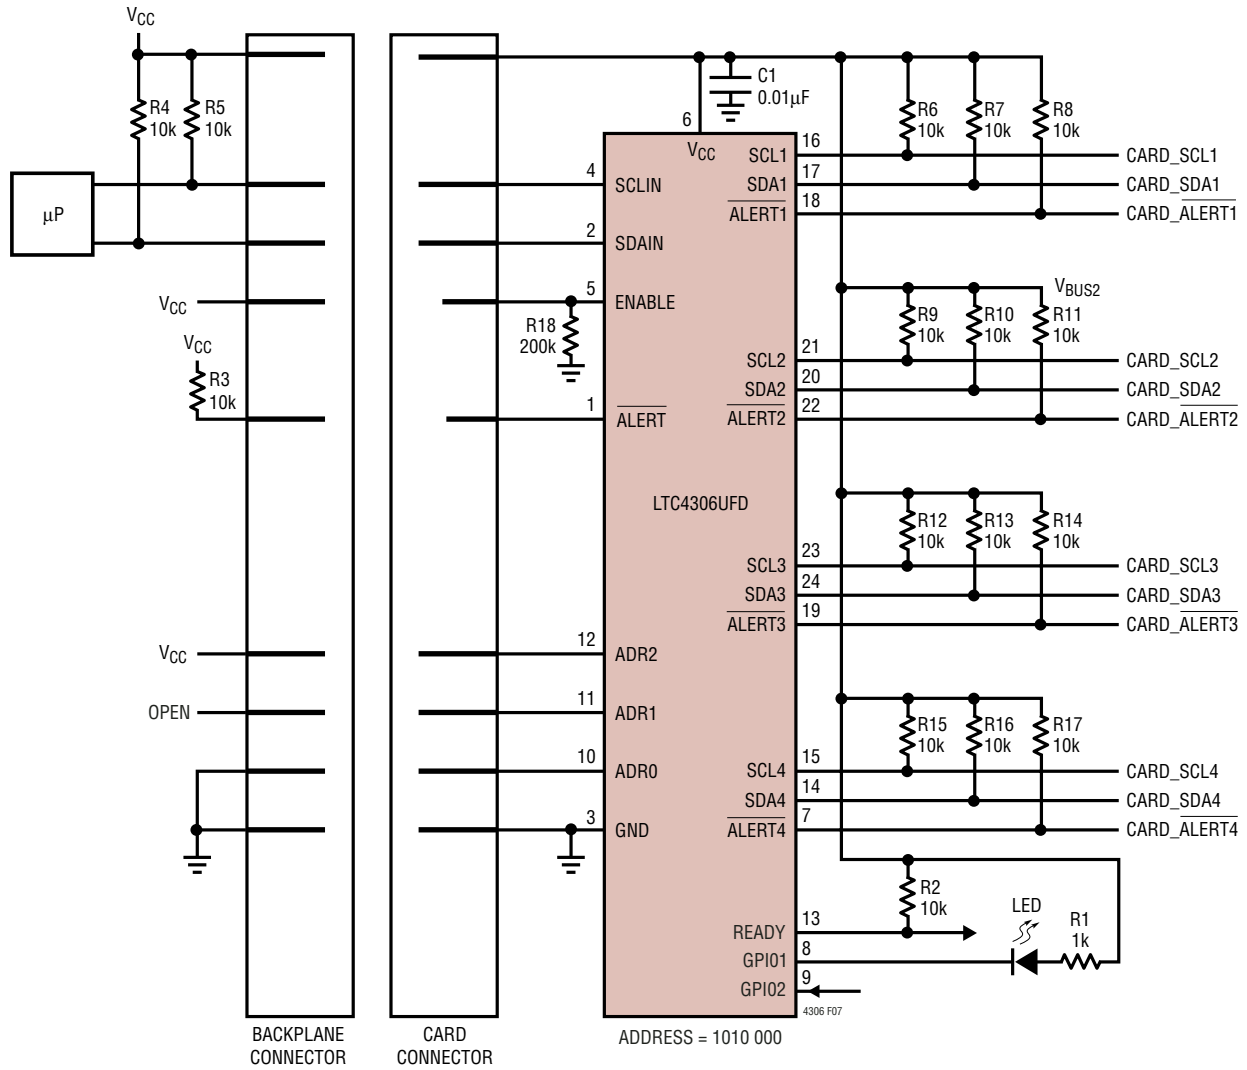 VCC
R4
10k
R5
10k
µP
VCC
VCC
R3
10k
VCC
OPEN
BACKPLANE
CONNECTOR
CARD
CONNECTOR
C1
0.01µF
6
VCC
4
SCLIN
2
SDAIN
5
ENABLE
R18
200k
1
ALERT
LTC4306UFD
12
ADR2
11
ADR1
10
ADR0
3
GND
SCL1
16
SDA1
17
ALERT1
18
SCL2
21
SDA2
20
ALERT2
22
SCL3
23
SDA3
24
ALERT3
19
SCL4
15
SDA4
14
ALERT4
7
READY
13
GPIO1
8
GPIO2
9
4306 F07
ADDRESS = 1010 000
R6
10k
R7
10k
R8
10k
CARD_SCL1
CARD_SDA1
CARD_ALERT1
VBUS2
R9
10k
R10
10k
R11
10k
CARD_SCL2
CARD_SDA2
CARD_ALERT2
R12
10k
R13
10k
R14
10k
CARD_SCL3
CARD_SDA3
CARD_ALERT3
R15
10k
R16
10k
R17
10k
CARD_SCL4
CARD_SDA4
CARD_ALERT4
R2
10k
LED
R1
1k